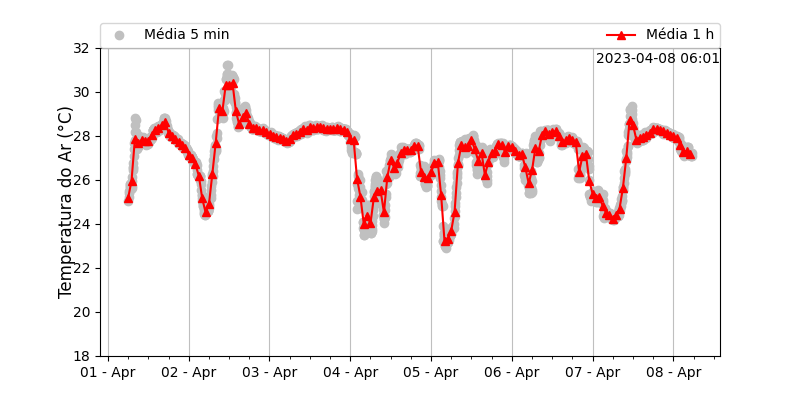 Média 5 min
Média 1 h
2023-04-08 06:01
Temperatura do Ar (°C)
32
30
28
26
24
22
20
18
01 - Apr
02 - Apr
03 - Apr
04 - Apr
05 - Apr
06 - Apr
07 - Apr
08 - Apr